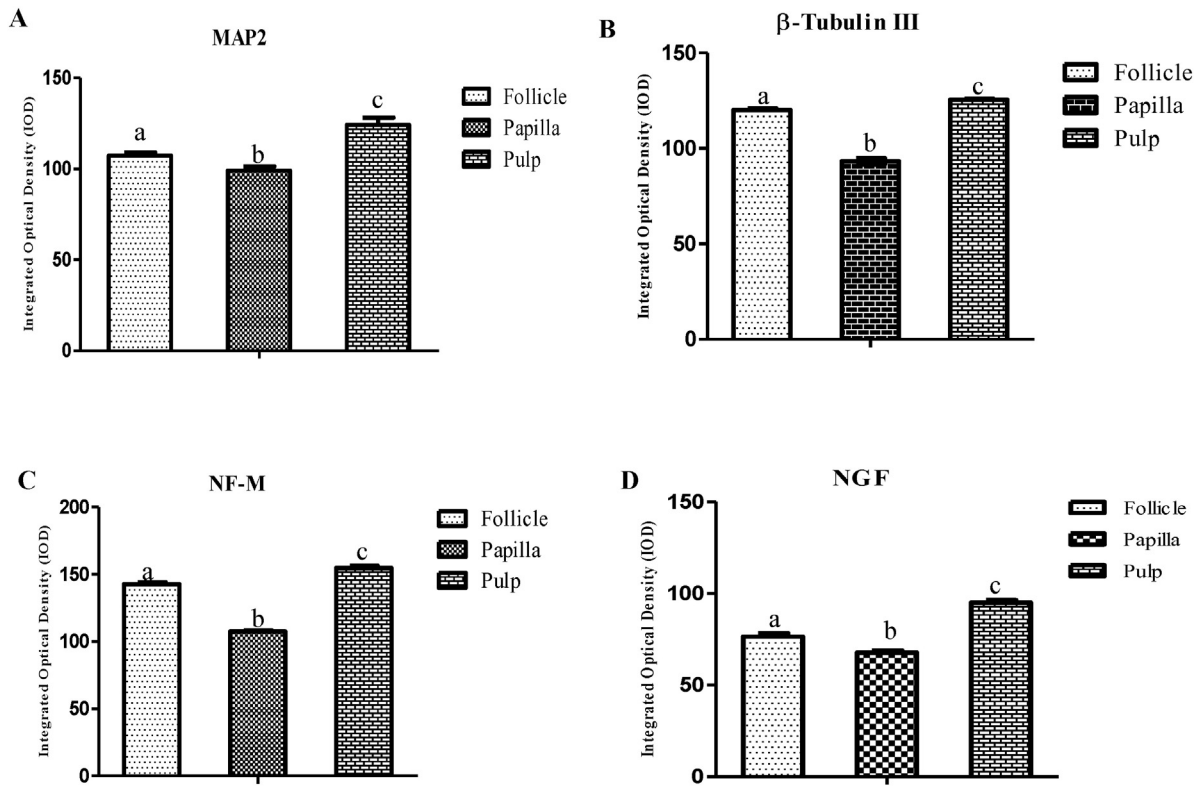 A
MAP2
Integrated Optical Density (IOD)
150
100
50
0
a
b
c
Follicle
Papilla
Pulp
B
β-Tubulin III
Integrated Optical Density (IOD)
150
100
50
0
a
b
c
Follicle
Papilla
Pulp
C
NF-M
Integrated Optical Density (IOD)
200
150
100
50
0
a
b
c
Follicle
Papilla
Pulp
D
NGF
Integrated Optical Density (IOD)
150
100
50
0
a
b
c
Follicle
Papilla
Pulp